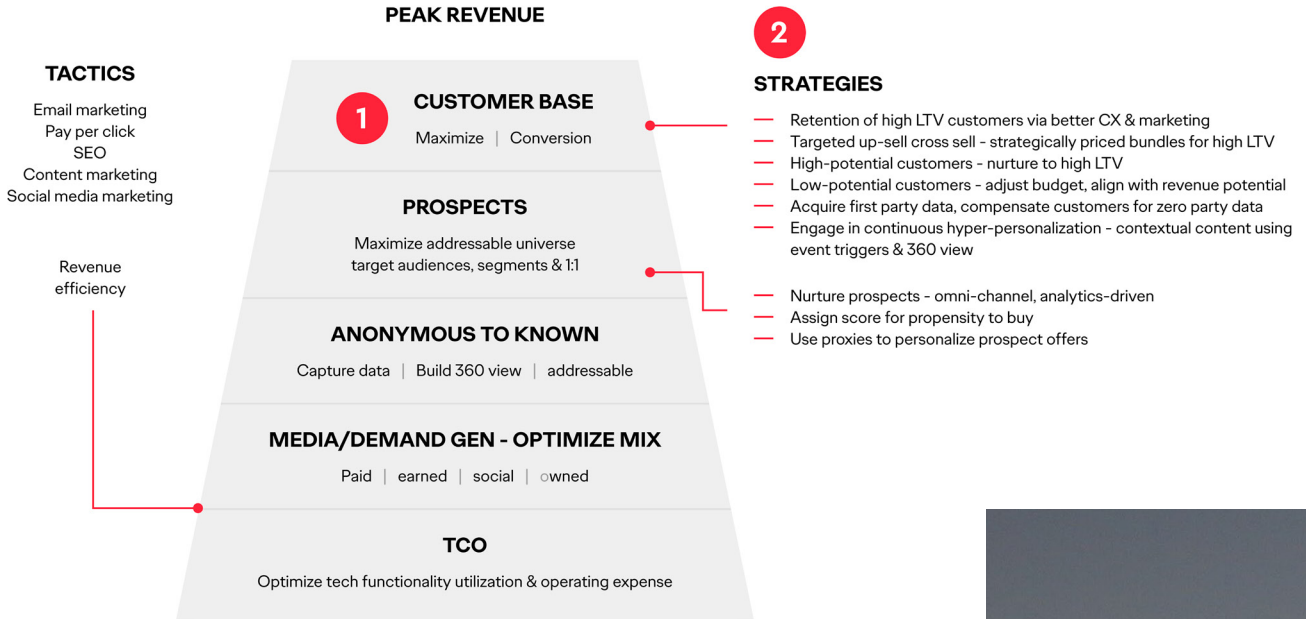 PEAK REVENUE
TACTICS
Email marketing
Pay per click
SEO
Content marketing
Social media marketing
Revenue
efficiency
1
CUSTOMER BASE
Maximize | Conversion
PROSPECTS
Maximize addressable universe
target audiences, segments & 1:1
ANONYMOUS TO KNOWN
Capture data | Build 360 view | addressable
MEDIA/DEMAND GEN - OPTIMIZE MIX
Paid | earned | social | owned
TCO
Optimize tech functionality utilization & operating expense
2
STRATEGIES
— Retention of high LTV customers via better CX & marketing
— Targeted up-sell cross sell - strategically priced bundles for high LTV
— High-potential customers - nurture to high LTV
— Low-potential customers - adjust budget, align with revenue potential
— Acquire first party data, compensate customers for zero party data
— Engage in continuous hyper-personalization - contextual content using
event triggers & 360 view
— Nurture prospects - omni-channel, analytics-driven
— Assign score for propensity to buy
— Use proxies to personalize prospect offers